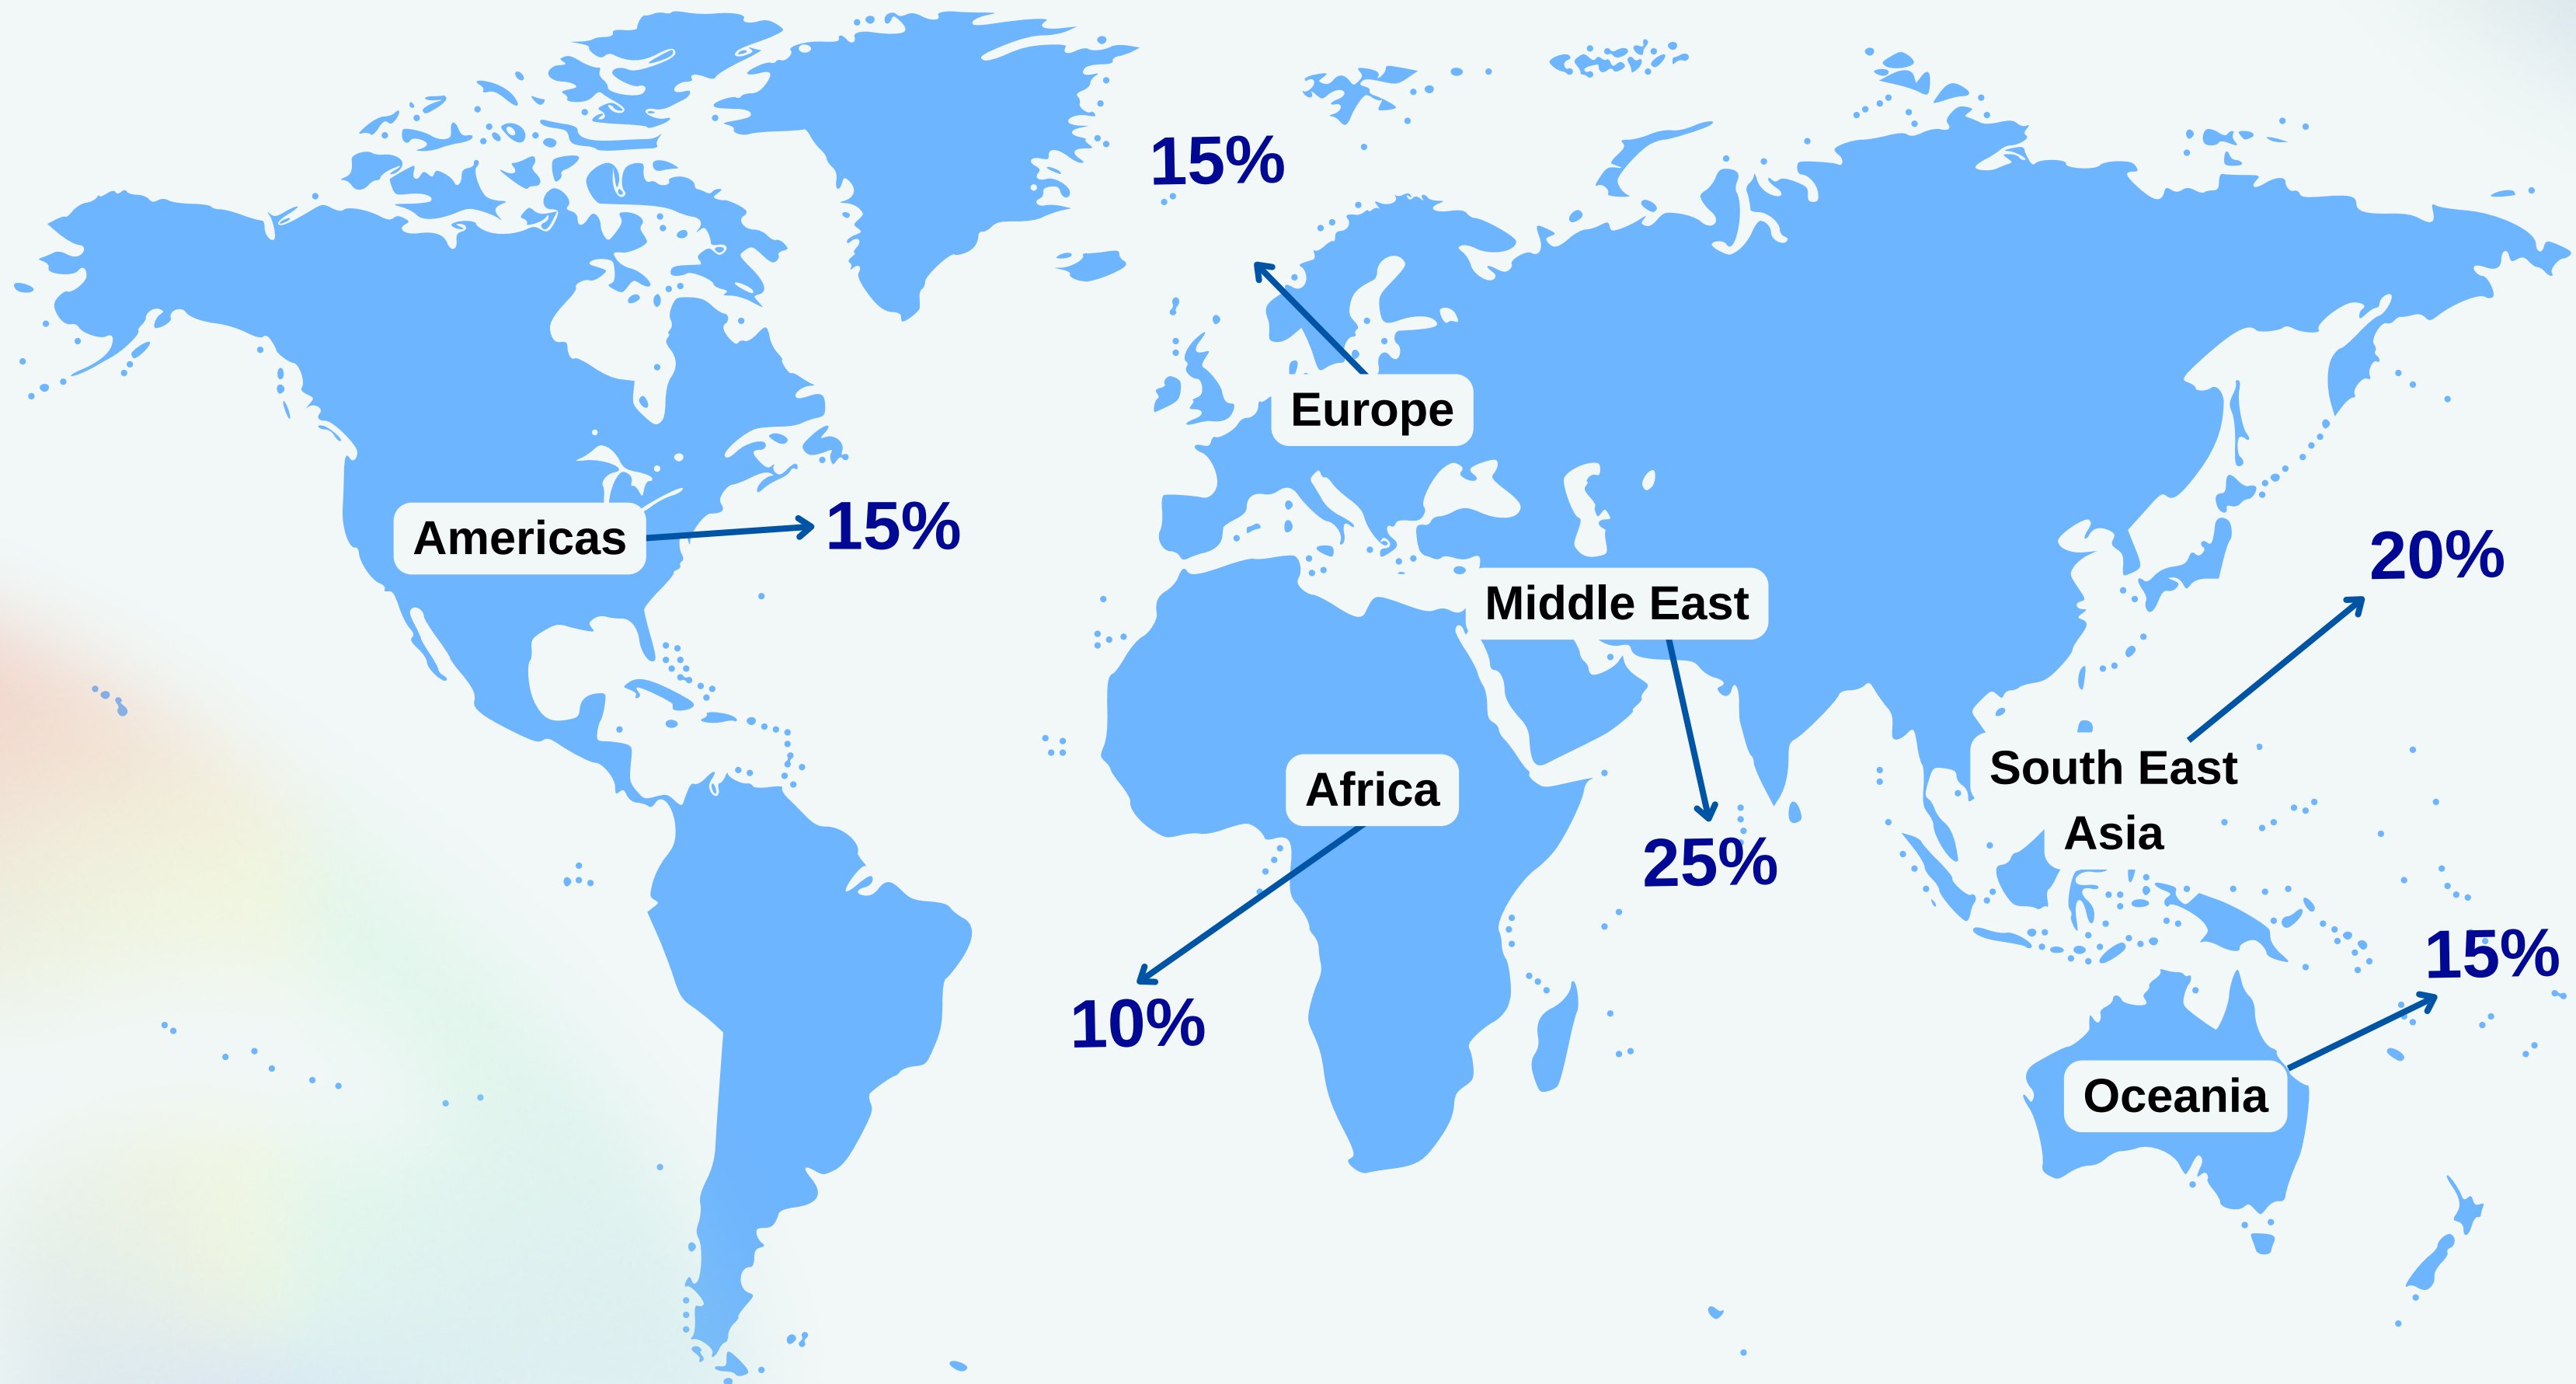 15%
Europe
Americas
15%
20%
Middle East
South East
Asia
Africa
25%
15%
10%
Oceania